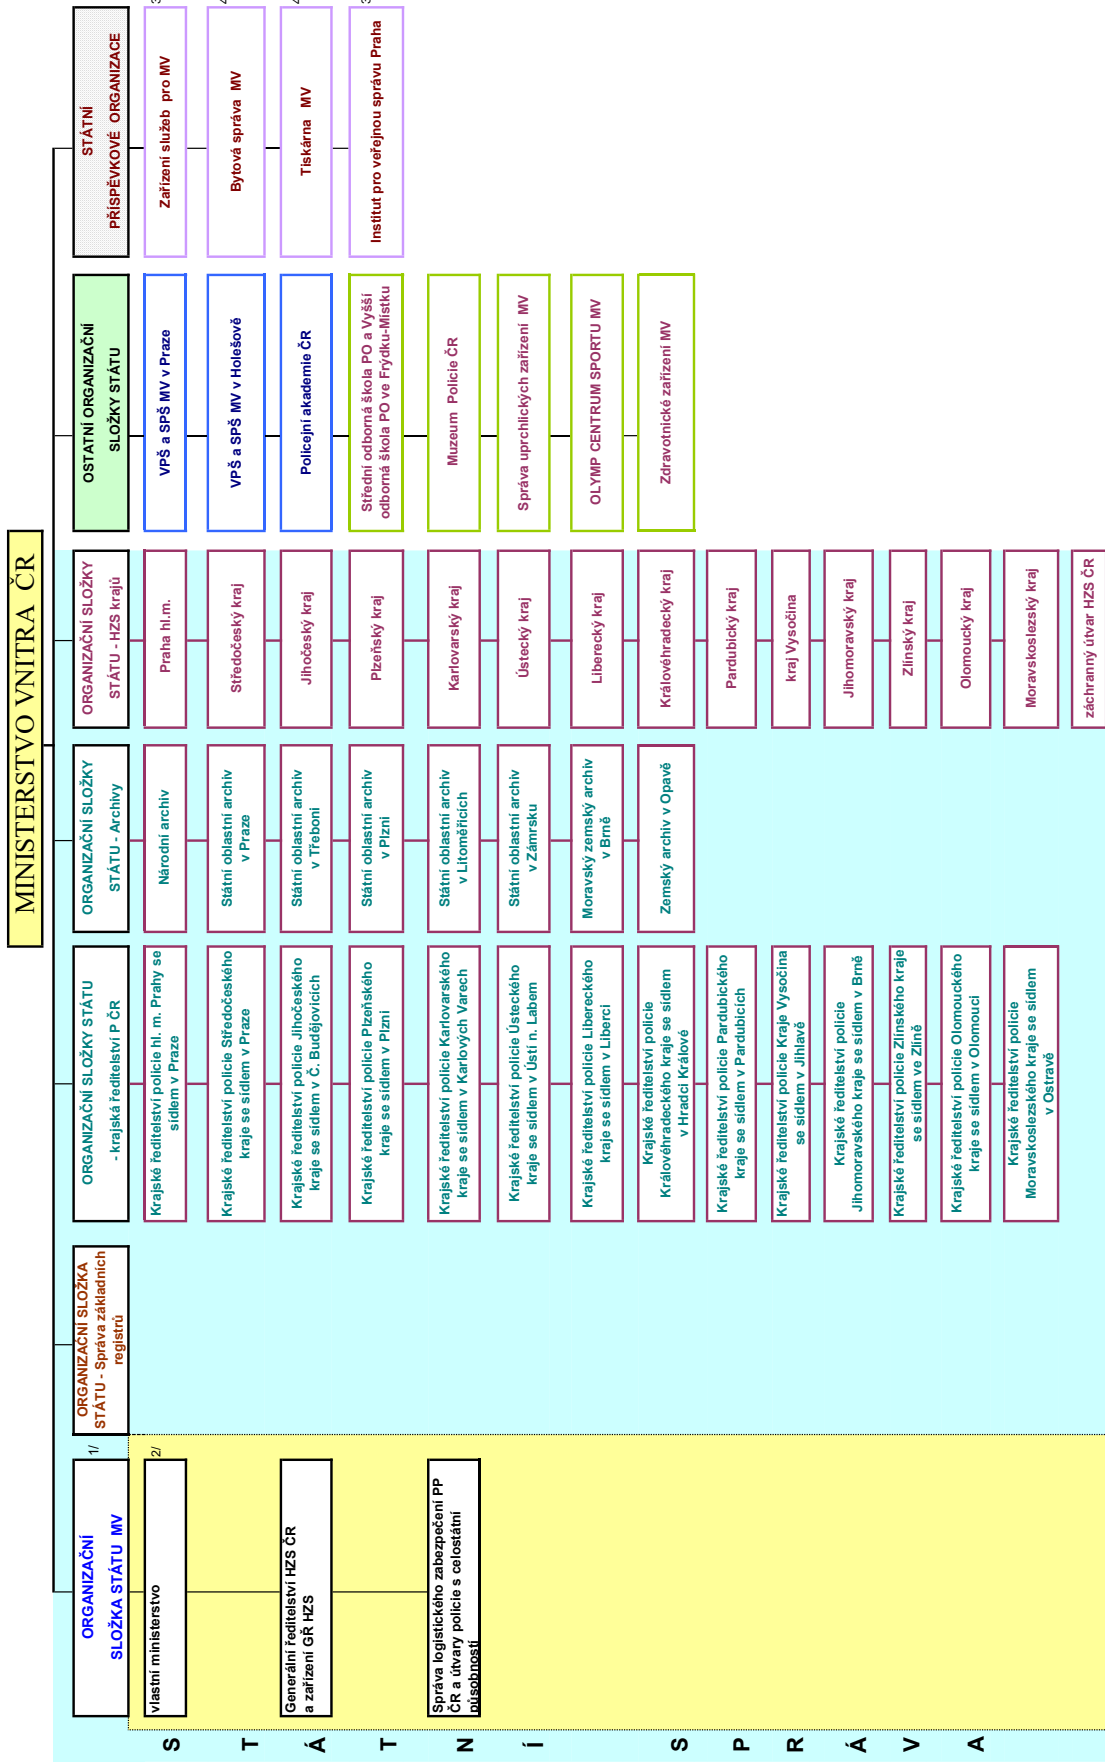 MINISTERSTVO VNITRA ČR
ORGANIZAČNÍ
SLOŽKA STÁTU MV
1/
vlastní ministerstvo
2/
Generální ředitelství HZS ČR
a zařízení GŘ HZS
Správa logistického zabezpečení PP
ČR a útvary policie s celostátní
působností
ORGANIZAČNÍ SLOŽKA
STÁTU - Správa základních
registrů
ORGANIZAČNÍ SLOŽKY STÁTU
- krajská ředitelství P ČR
Krajské ředitelství policie hl. m. Prahy se
sídlem v Praze
Krajské ředitelství policie Středočeského
kraje se sídlem v Praze
Krajské ředitelství policie Jihočeského
kraje se sídlem v Č. Budějovicích
Krajské ředitelství policie Plzeňského
kraje se sídlem v Plzni
Krajské ředitelství policie Karlovarského
kraje se sídlem v Karlových Varech
Krajské ředitelství policie Ústeckého
kraje se sídlem v Ústí n. Labem
Krajské ředitelství policie Libereckého
kraje se sídlem v Liberci
Krajské ředitelství policie
Královéhradeckého kraje se sídlem
v Hradci Králové
Krajské ředitelství policie Pardubického
kraje se sídlem v Pardubicích
Krajské ředitelství policie Kraje Vysočina
se sídlem v Jihlavě
Krajské ředitelství policie
Jihomoravského kraje se sídlem v Brně
Krajské ředitelství policie Zlínského kraje
se sídlem ve Zlíně
Krajské ředitelství policie Olomouckého
kraje se sídlem v Olomouci
Krajské ředitelství policie
Moravskoslezského kraje se sídlem
v Ostravě
ORGANIZAČNÍ SLOŽKY
STÁTU - Archivy
Národní archiv
Státní oblastní archiv
v Praze
Státní oblastní archiv
v Třeboni
Státní oblastní archiv
v Plzni
Státní oblastní archiv
v Litoměřicích
Státní oblastní archiv
v Zámrsku
Moravský zemský archiv
v Brně
Zemský archiv v Opavě
ORGANIZAČNÍ SLOŽKY
STÁTU - HZS krajů
Praha hl.m.
Středočeský kraj
Jihočeský kraj
Plzeňský kraj
Karlovarský kraj
Ústecký kraj
Liberecký kraj
Královéhradecký kraj
Pardubický kraj
kraj Vysočina
Jihomoravský kraj
Zlínský kraj
Olomoucký kraj
Moravskoslezský kraj
záchranný útvar HZS ČR
OSTATNÍ ORGANIZAČNÍ
SLOŽKY STÁTU
VPŠ a SPŠ MV v Praze
VPŠ a SPŠ MV v Holešově
Policejní akademie ČR
Střední odborná škola PO a Vyšší
odborná škola PO ve Frýdku-Místku
Muzeum Policie ČR
Správa uprchlických zařízení MV
OLYMP CENTRUM SPORTU MV
Zdravotnické zařízení MV
STÁTNÍ
PŘÍSPĚVKOVÉ ORGANIZACE
Zařízení služeb pro MV
Bytová správa MV
Tiskárna MV
Institut pro veřejnou správu Praha
S T Á T N Í S P R Á V A